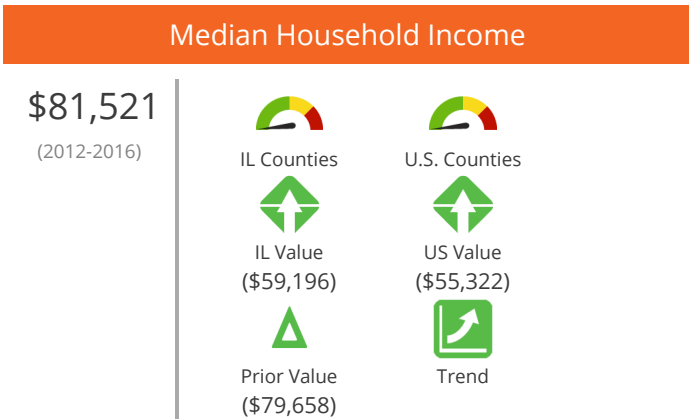 Median Household Income
$81,521
(2012-2016)
IL Counties
U.S. Counties
IL Value
($59,196)
US Value
($55,322)
Prior Value
($79,658)
Trend